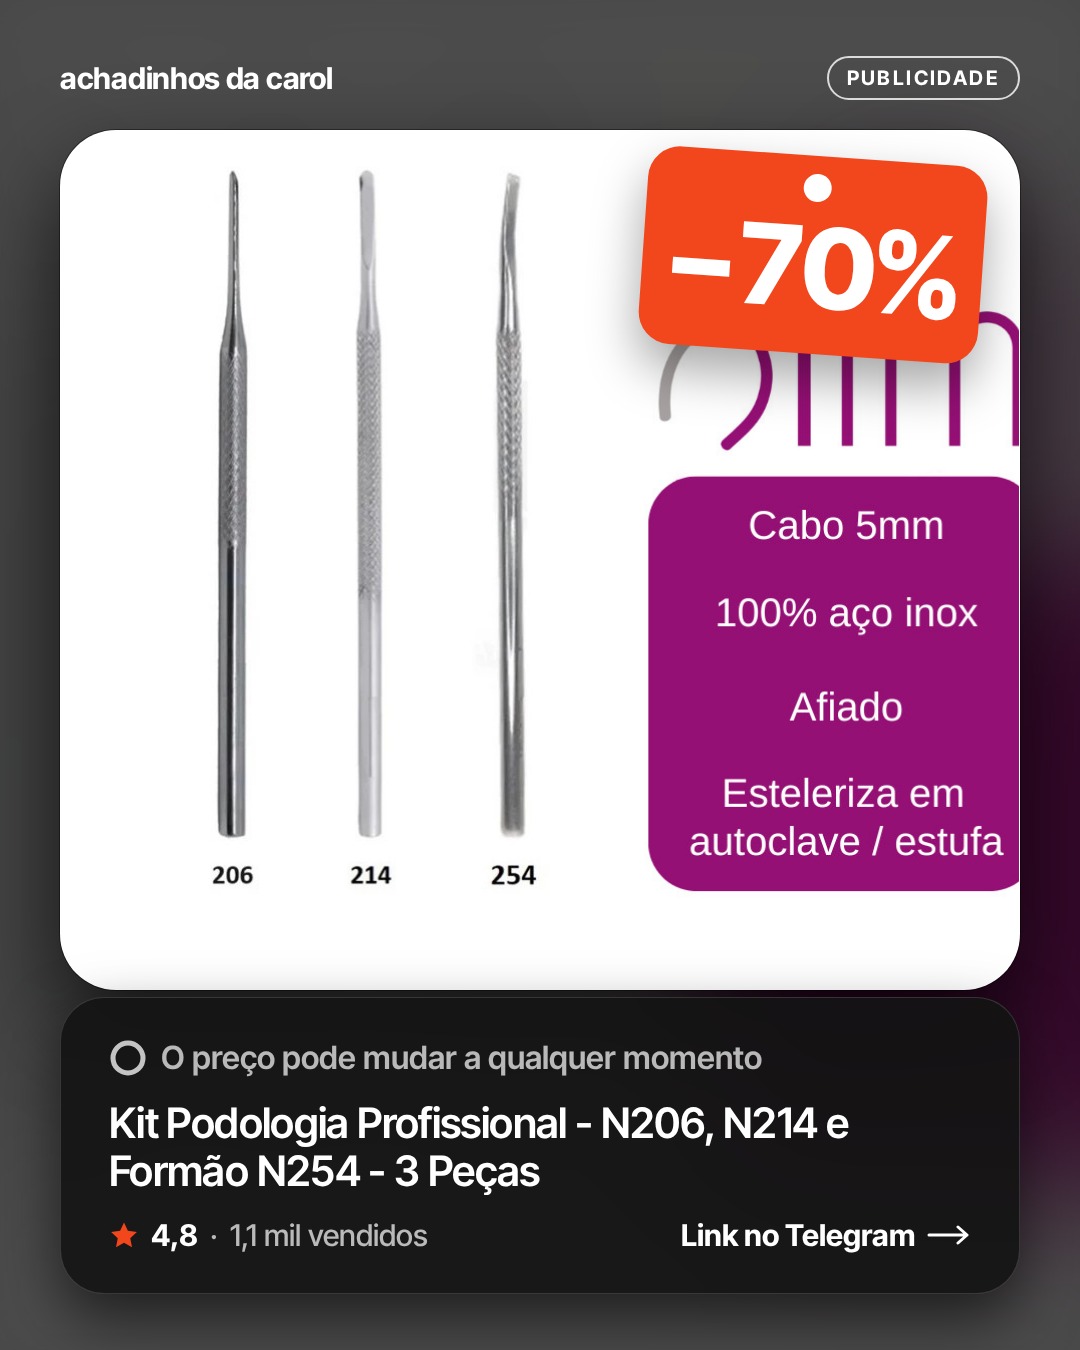 achadinhos da carol
PUBLICIDADE
-70%
Cabo 5mm
100% aço inox
Afiado
Esteleriza em
autoclave / estufa
206
214
254
O preço pode mudar a qualquer momento
Kit Podologia Profissional - N206, N214 e
Formão N254 - 3 Peças
4,8 · 1,1 mil vendidos
Link no Telegram →